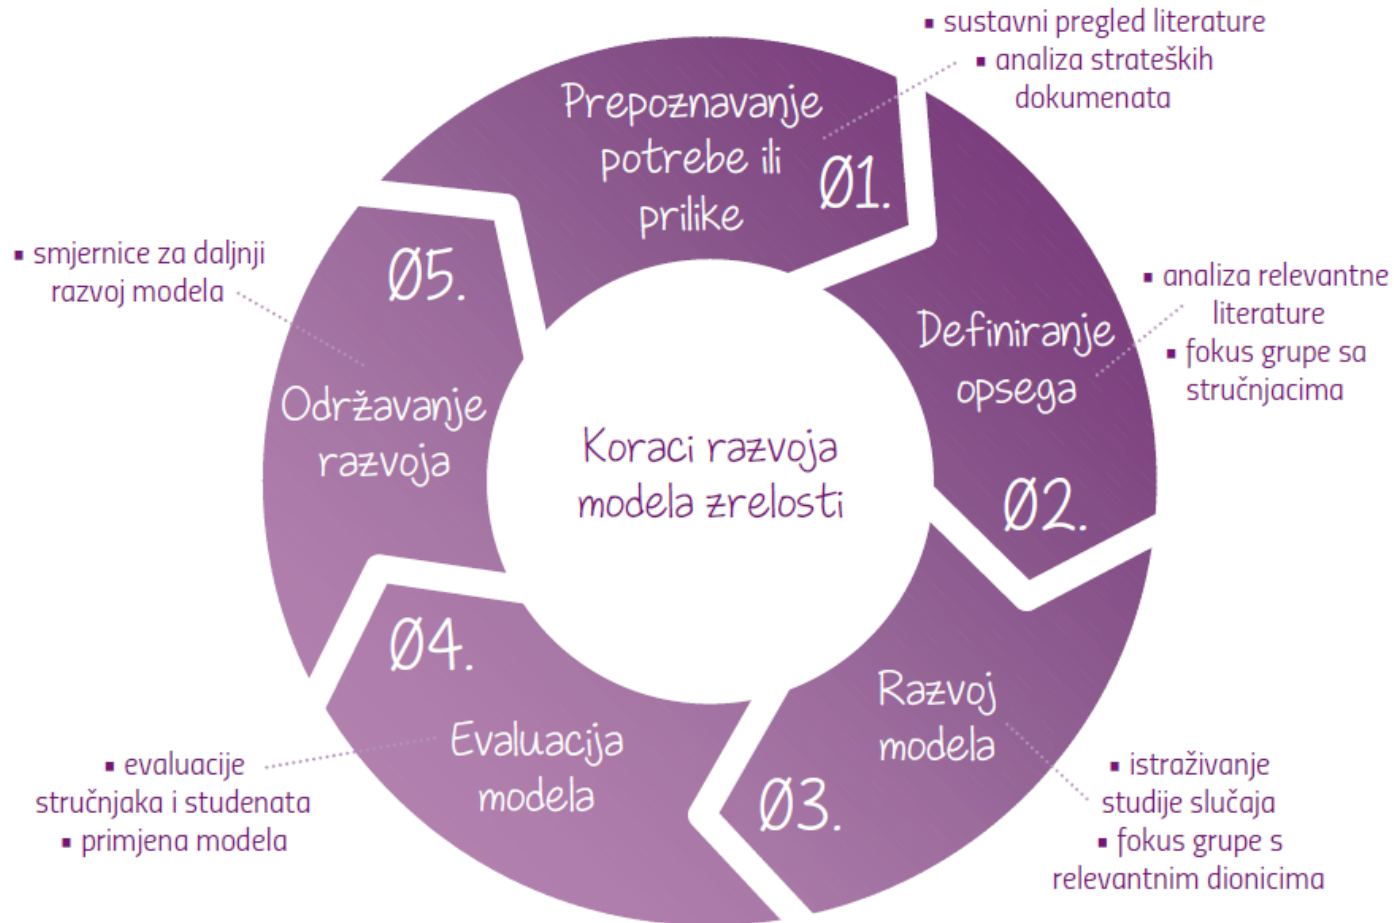 Koraci razvoja
modela zrelosti
Prepoznavanje
potrebe ili
prilike
Ø1.
▪ sustavni pregled literature
▪ analiza strateških
dokumenata
Definiranje
opsega
Ø2.
▪ analiza relevantne
literature
▪ fokus grupe sa
stručnjacima
Razvoj
modela
Ø3.
▪ istraživanje
studije slučaja
▪ fokus grupe s
relevantnim dionicima
Ø4.
Evaluacija
modela
▪ evaluacije
stručnjaka i studenata
▪ primjena modela
Ø5.
Održavanje
razvoja
▪ smjernice za daljnji
razvoj modela